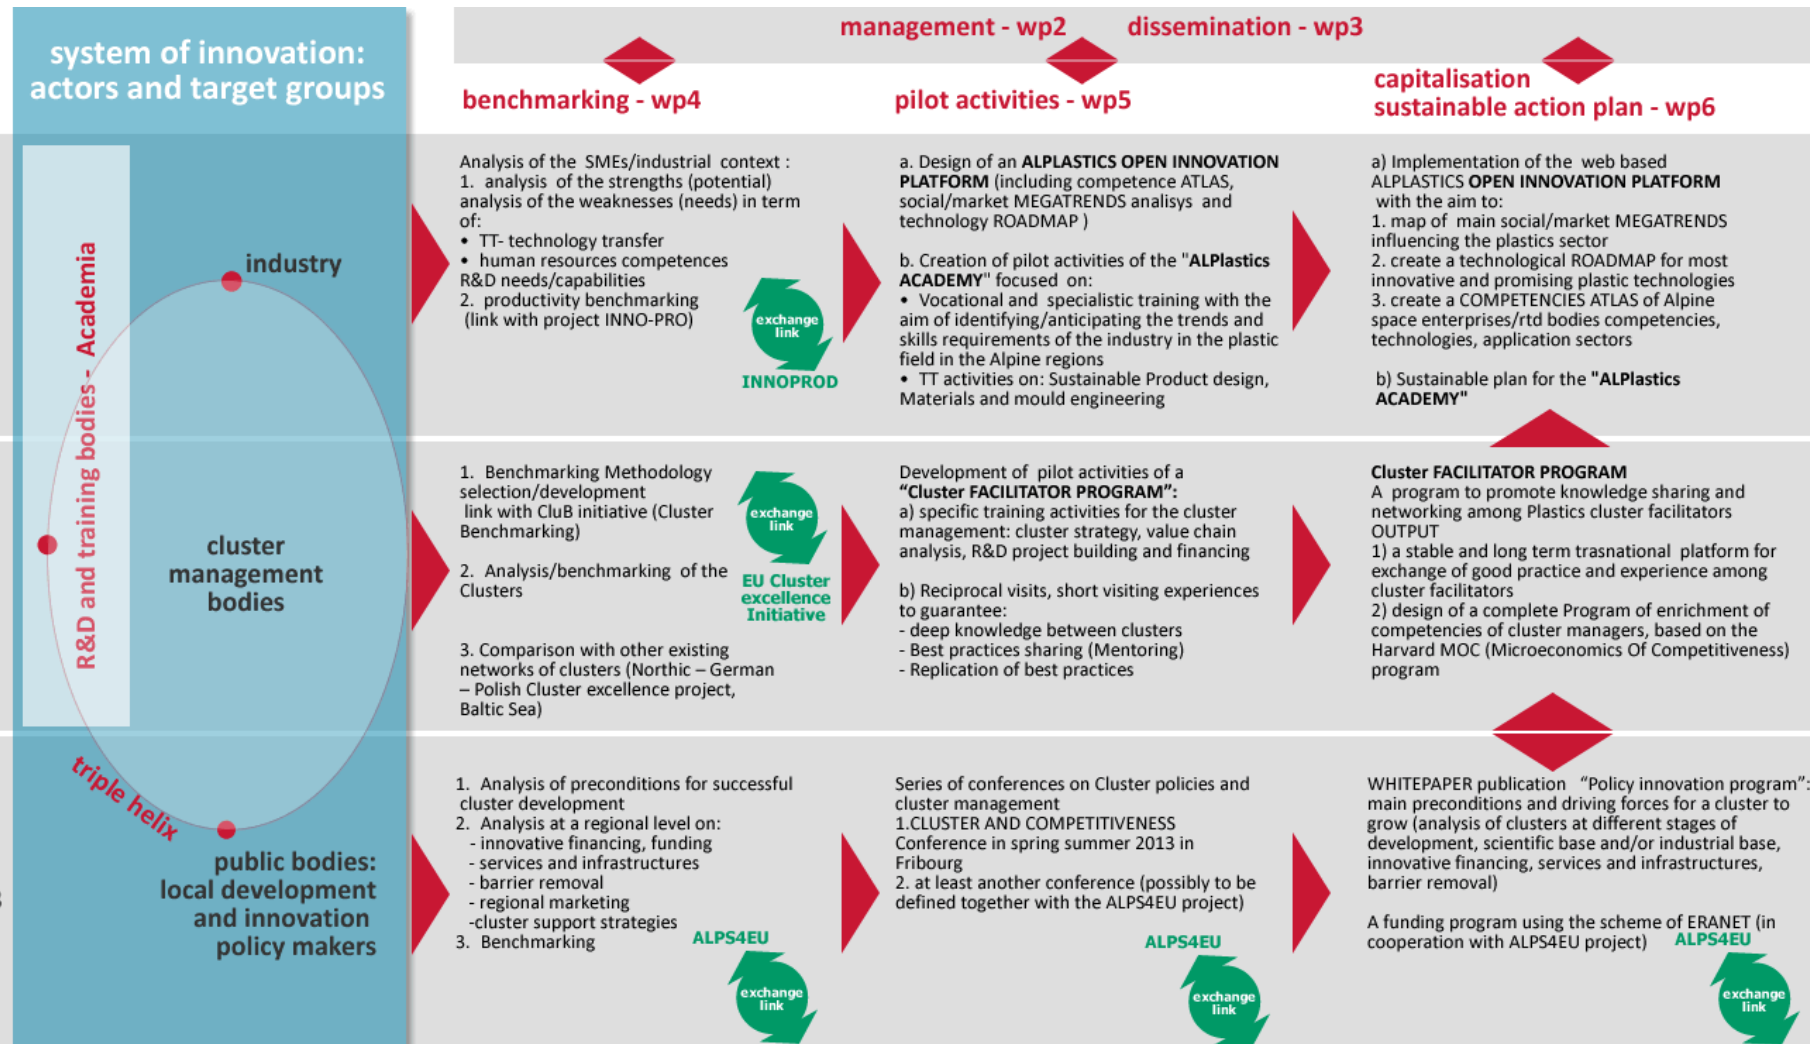 system of innovation:
actors and target groups
management - wp2
dissemination - wp3
benchmarking - wp4
pilot activities - wp5
capitalisation
sustainable action plan - wp6
R&D and training bodies - Academia
industry
Analysis of the SMEs/industrial context :
1. analysis of the strengths (potential)
analysis of the weaknesses (needs) in term
of:
• TT- technology transfer
• human resources competences
R&D needs/capabilities
2. productivity benchmarking
(link with project INNO-PRO)
exchange
link
INNOPROD
a. Design of an ALPLASTICS OPEN INNOVATION
PLATFORM (including competence ATLAS,
social/market MEGATRENDS analisys and
technology ROADMAP )
b. Creation of pilot activities of the "ALPlastics
ACADEMY" focused on:
• Vocational and specialistic training with the
aim of identifying/anticipating the trends and
skills requirements of the industry in the plastic
field in the Alpine regions
• TT activities on: Sustainable Product design,
Materials and mould engineering
a) Implementation of the web based
ALPLASTICS OPEN INNOVATION PLATFORM
with the aim to:
1. map of main social/market MEGATRENDS
influencing the plastics sector
2. create a technological ROADMAP for most
innovative and promising plastic technologies
3. create a COMPETENCIES ATLAS of Alpine
space enterprises/rtd bodies competencies,
technologies, application sectors
b) Sustainable plan for the "ALPlastics
ACADEMY"
cluster
management
bodies
1. Benchmarking Methodology
selection/development
link with CluB initiative (Cluster
Benchmarking)
2. Analysis/benchmarking of the
Clusters
3. Comparison with other existing
networks of clusters (Northic – German
– Polish Cluster excellence project,
Baltic Sea)
exchange
link
EU Cluster
excellence
Initiative
Development of pilot activities of a
“Cluster FACILITATOR PROGRAM”:
a) specific training activities for the cluster
management: cluster strategy, value chain
analysis, R&D project building and financing
b) Reciprocal visits, short visiting experiences
to guarantee:
- deep knowledge between clusters
- Best practices sharing (Mentoring)
- Replication of best practices
Cluster FACILITATOR PROGRAM
A program to promote knowledge sharing and
networking among Plastics cluster facilitators
OUTPUT
1) a stable and long term trasnational platform for
exchange of good practice and experience among
cluster facilitators
2) design of a complete Program of enrichment of
competencies of cluster managers, based on the
Harvard MOC (Microeconomics Of Competitiveness)
program
triple helix
public bodies:
local development
and innovation
policy makers
1. Analysis of preconditions for successful
cluster development
2. Analysis at a regional level on:
- innovative financing, funding
- services and infrastructures
- barrier removal
- regional marketing
-cluster support strategies
3. Benchmarking
ALPS4EU
exchange
link
Series of conferences on Cluster policies and
cluster management
1.CLUSTER AND COMPETITIVENESS
Conference in spring summer 2013 in
Fribourg
2. at least another conference (possibly to be
defined together with the ALPS4EU project)
ALPS4EU
exchange
link
WHITEPAPER publication “Policy innovation program”:
main preconditions and driving forces for a cluster to
grow (analysis of clusters at different stages of
development, scientific base and/or industrial base,
innovative financing, services and infrastructures,
barrier removal)
A funding program using the scheme of ERANET (in
cooperation with ALPS4EU project)
ALPS4EU
exchange
link